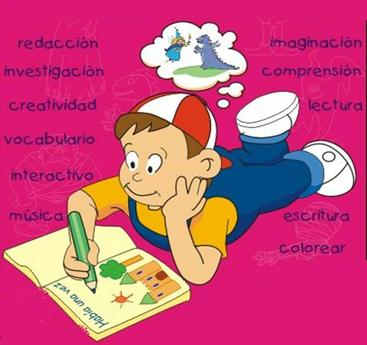 redacción
investigación
creatividad
vocabulario
interactivo
música
imaginación
comprensión
lectura
escritura
colorear
Había una vez